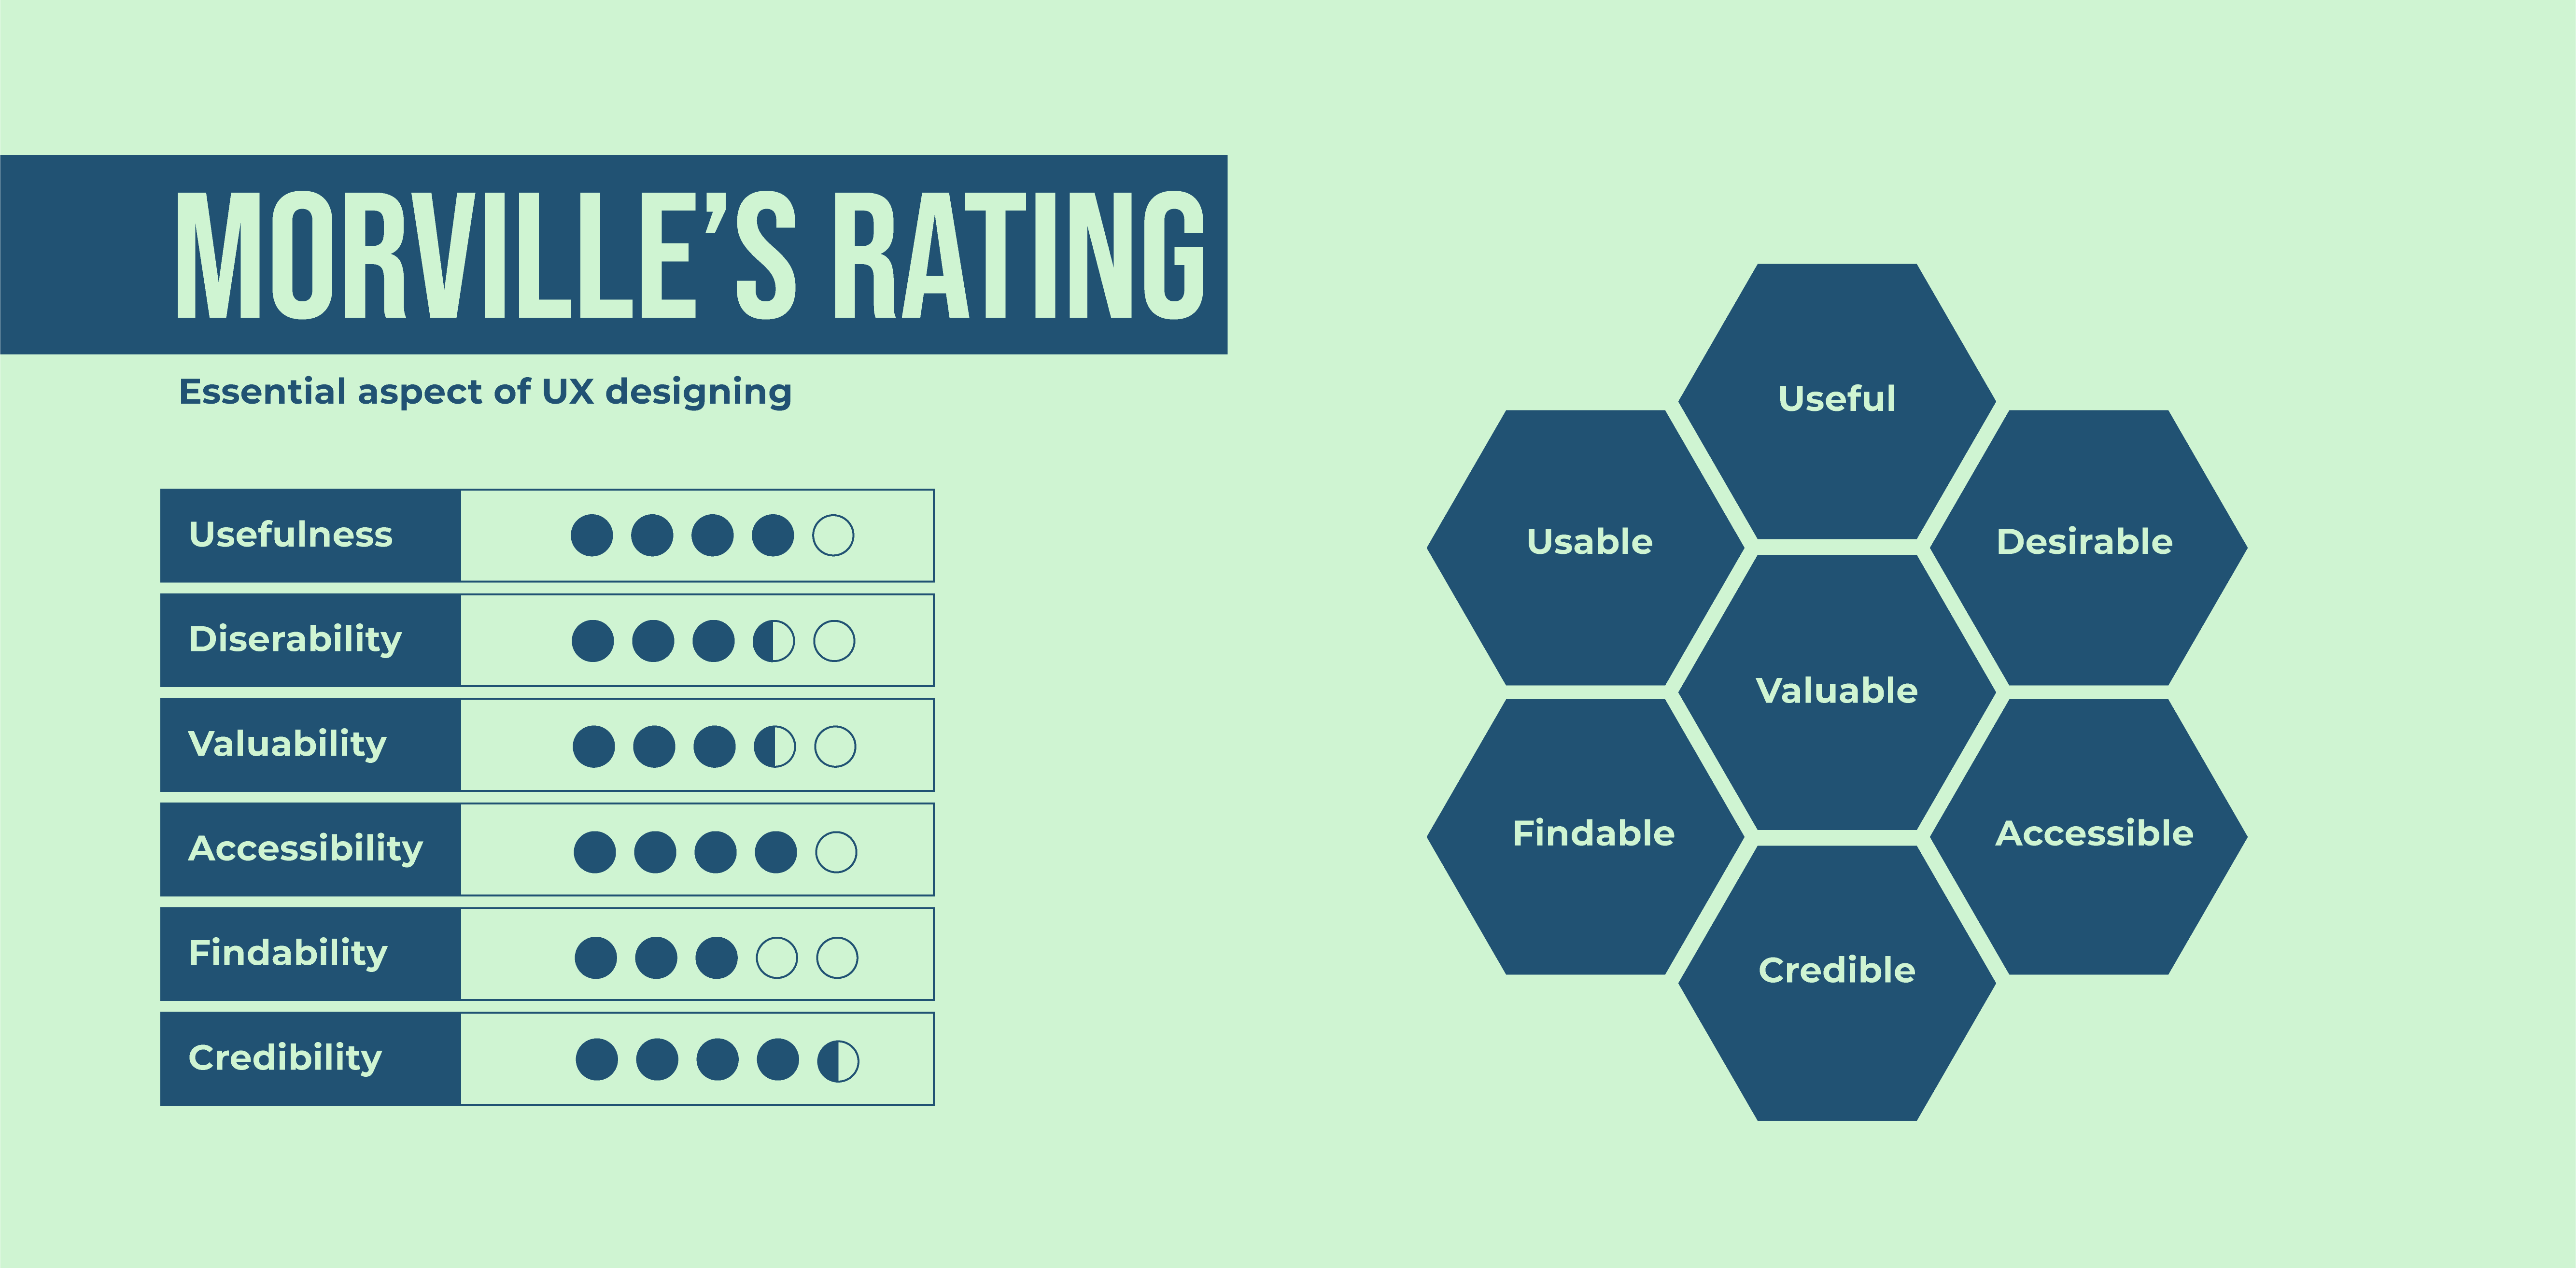 MORVILLE’S RATING
Essential aspect of UX designing
Usefulness
Diserability
Valuability
Accessibility
Findability
Credibility
Useful
Usable
Desirable
Valuable
Findable
Accessible
Credible